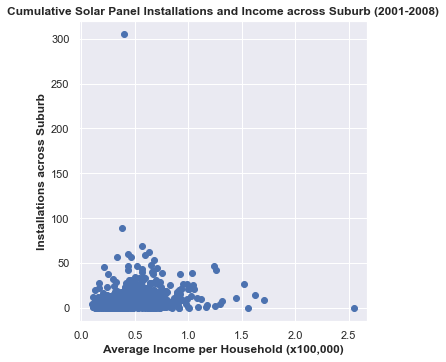 Cumulative Solar Panel Installations and Income across Suburb (2001-2008)
300
250
200
150
100
50
0
Installations across Suburb
0.0 0.5 1.0 1.5 2.0 2.5
Average Income per Household (x100,000)